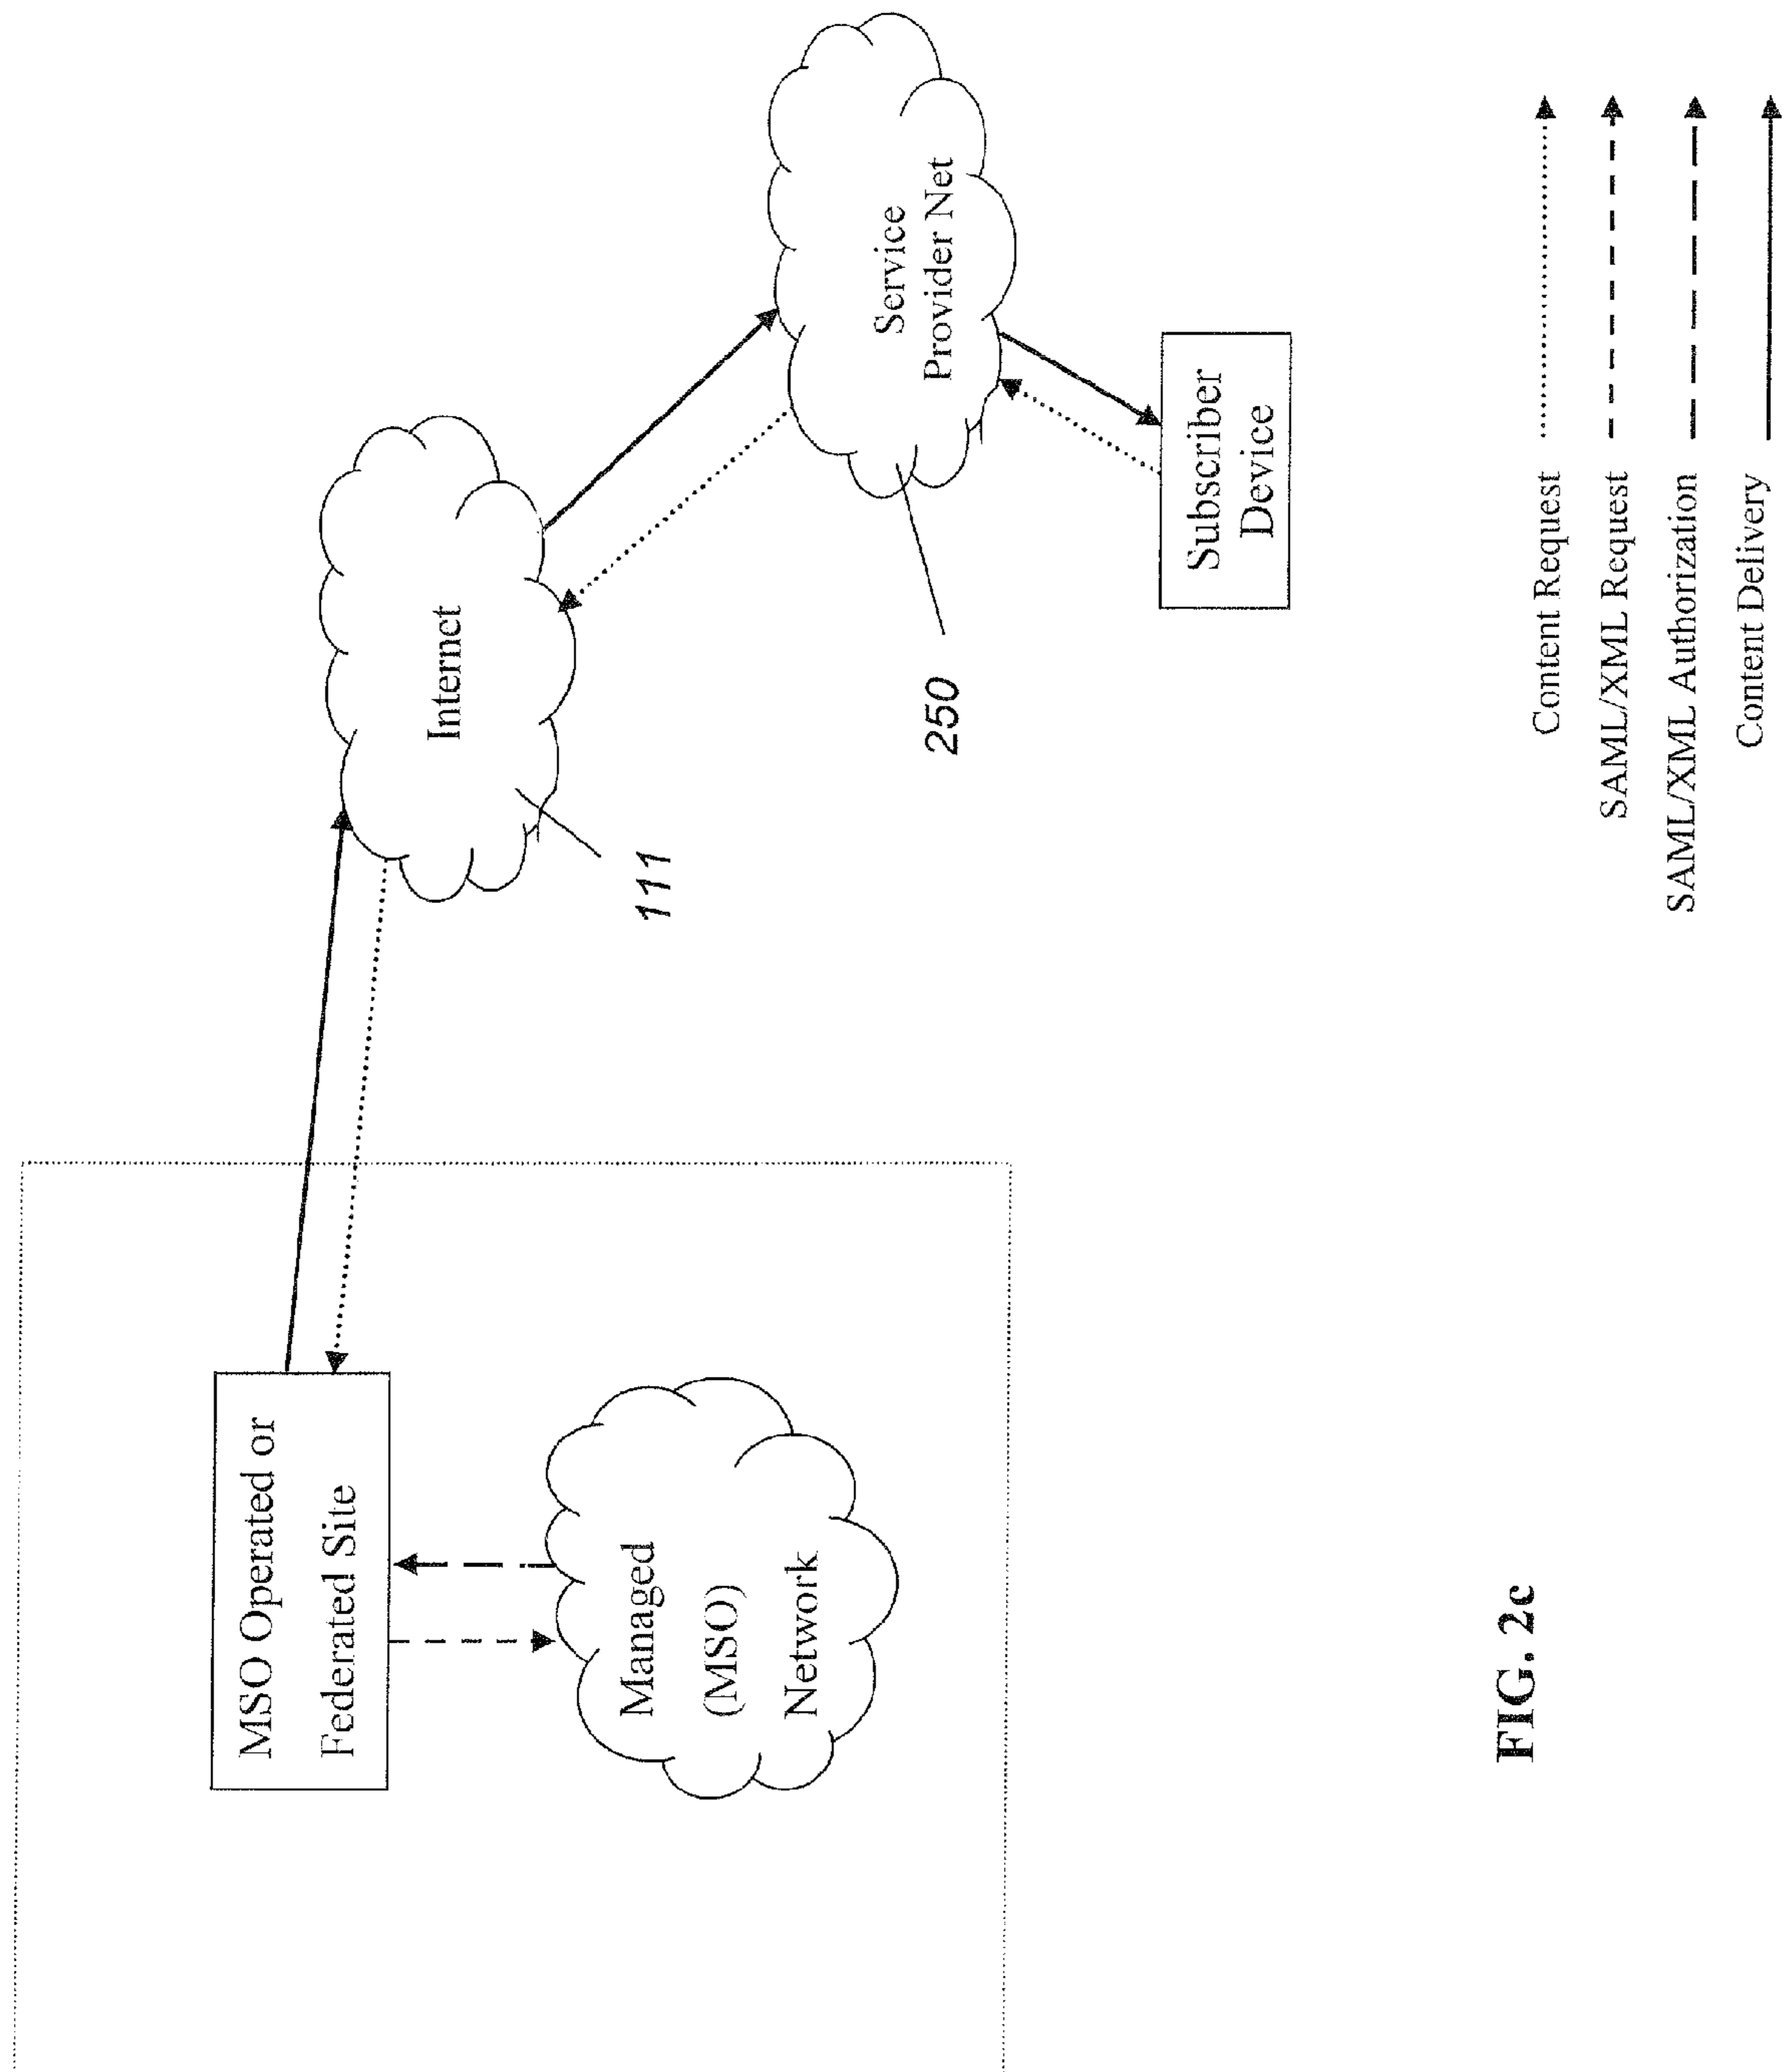 MSO Operated or
Federated Site
Managed
(MSO)
Network
Internet
111
Service
Provider Net
250
Subscriber
Device
Content Request
SAML/XML Request
SAML/XML Authorization
Content Delivery
FIG. 2c